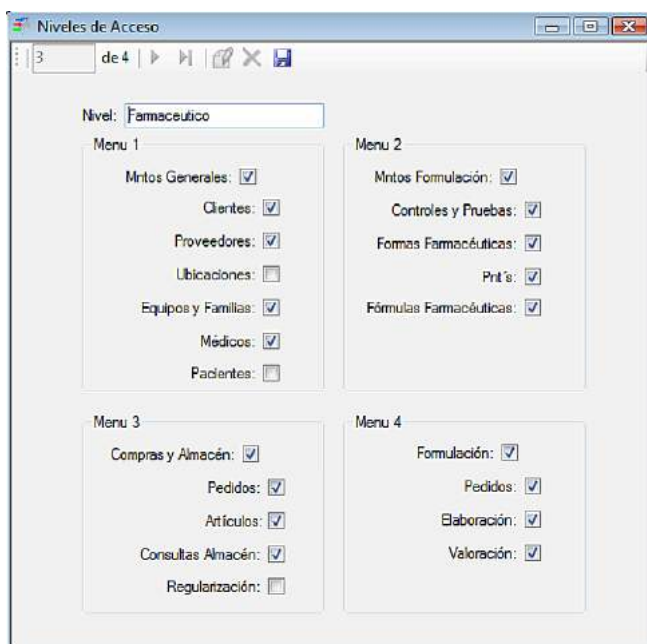 Niveles de Acceso
3 de 4
Nivel: Farmaceutico
Menu 1
Mntos Generales:
Clientes:
Proveedores:
Ubicaciones:
Equipos y Familias:
Médicos:
Pacientes:
Menu 2
Mntos Formulación:
Controles y Pruebas:
Formas Farmacéuticas:
Pnt´s:
Fórmulas Farmacéuticas:
Menu 3
Compras y Almacén:
Pedidos:
Artículos:
Consultas Almacén:
Regularización:
Menu 4
Formulación:
Pedidos:
Elaboración:
Valoración: